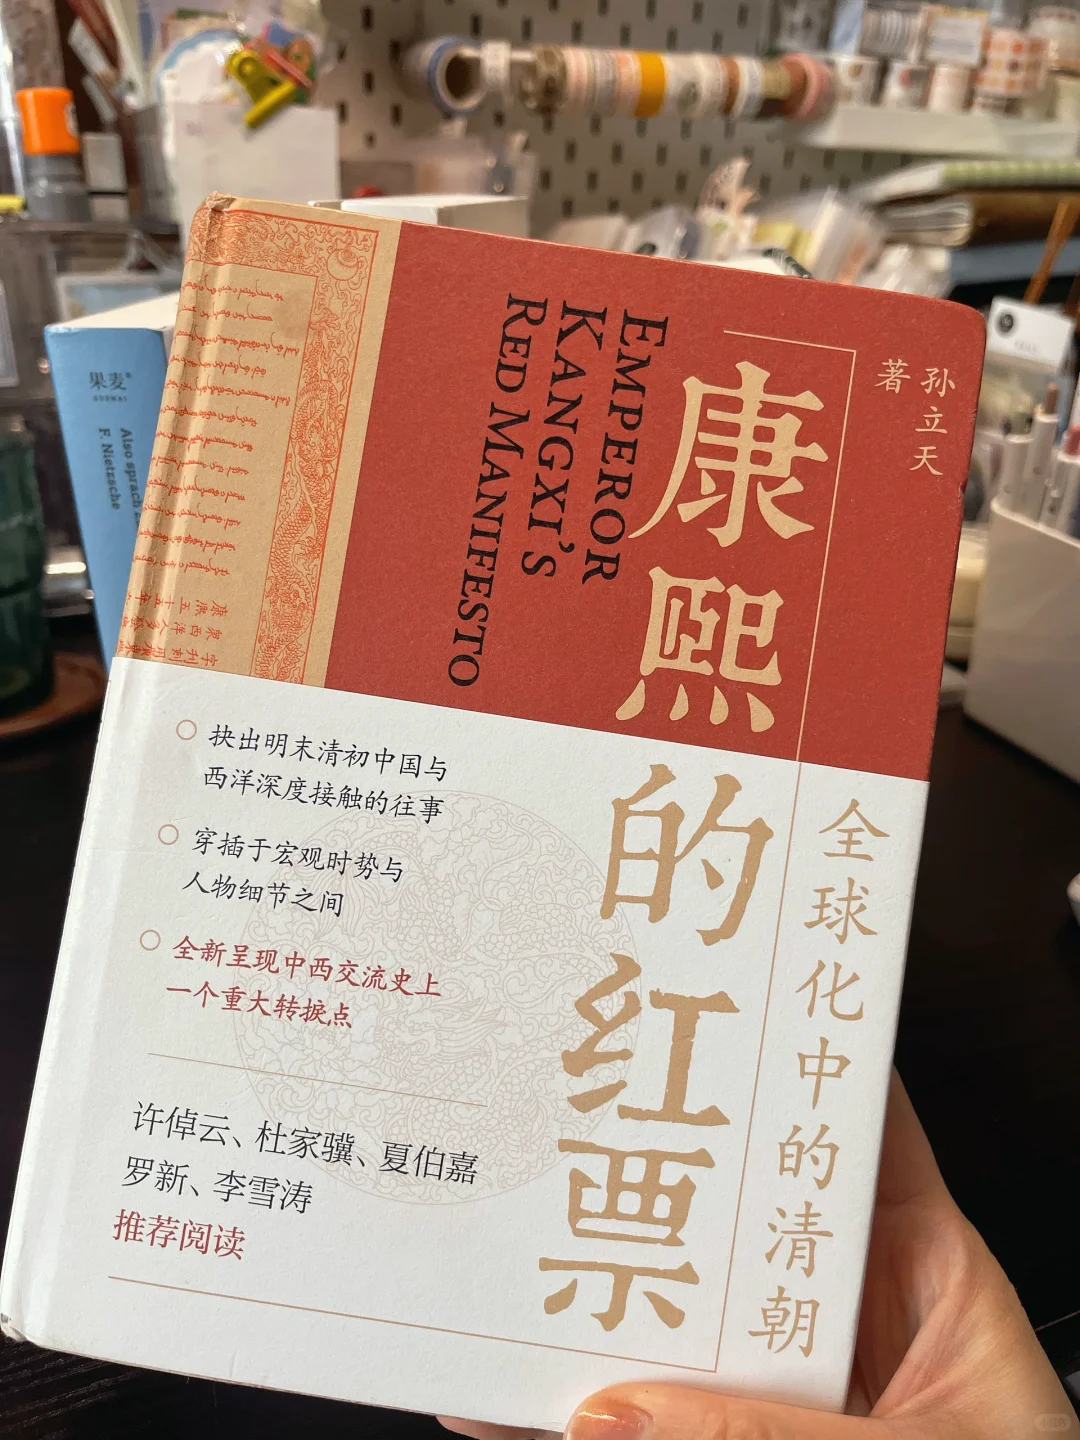 康熙的红票
全球化中的清朝
孙立天
著
EMPEROR
KANGXI'S
RED MANIFESTO
抉出明末清初中国与
西洋深度接触的往事
穿插于宏观时势与
人物细节之间
全新呈现中西交流史上
一个重大转捩点
许倬云、杜家骥、夏伯嘉
罗新、李雪涛
推荐阅读
果麦
Also sprach
F. Nietzsche